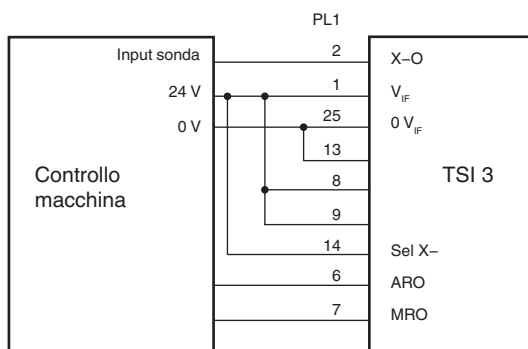 PL1
Input sonda 2 X–O
24 V 1 V_IF
0 V 25 0 V_IF
13
Controllo
macchina
TSI 3
8
9
14 Sel X–
6 ARO
7 MRO